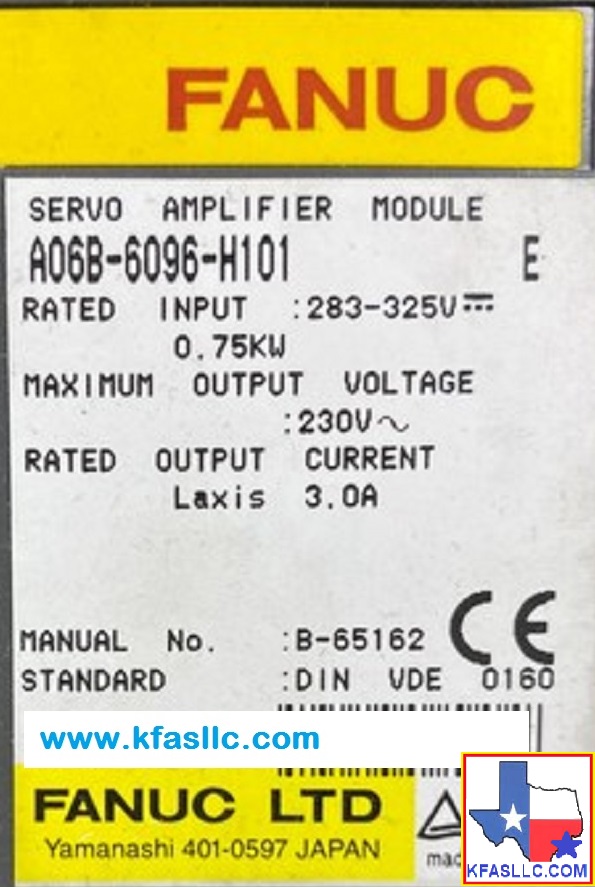 FANUC
SERVO AMPLIFIER MODULE
A06B-6096-H101 E
RATED INPUT :283-325V
0.75KW
MAXIMUM OUTPUT VOLTAGE
:230V~
RATED OUTPUT CURRENT
Laxis 3.0A
MANUAL No. :B-65162
CE
STANDARD :DIN VDE 0160
www.kfasllc.com
FANUC LTD
Yamanashi 401-0597 JAPAN
KFASLLC.COM